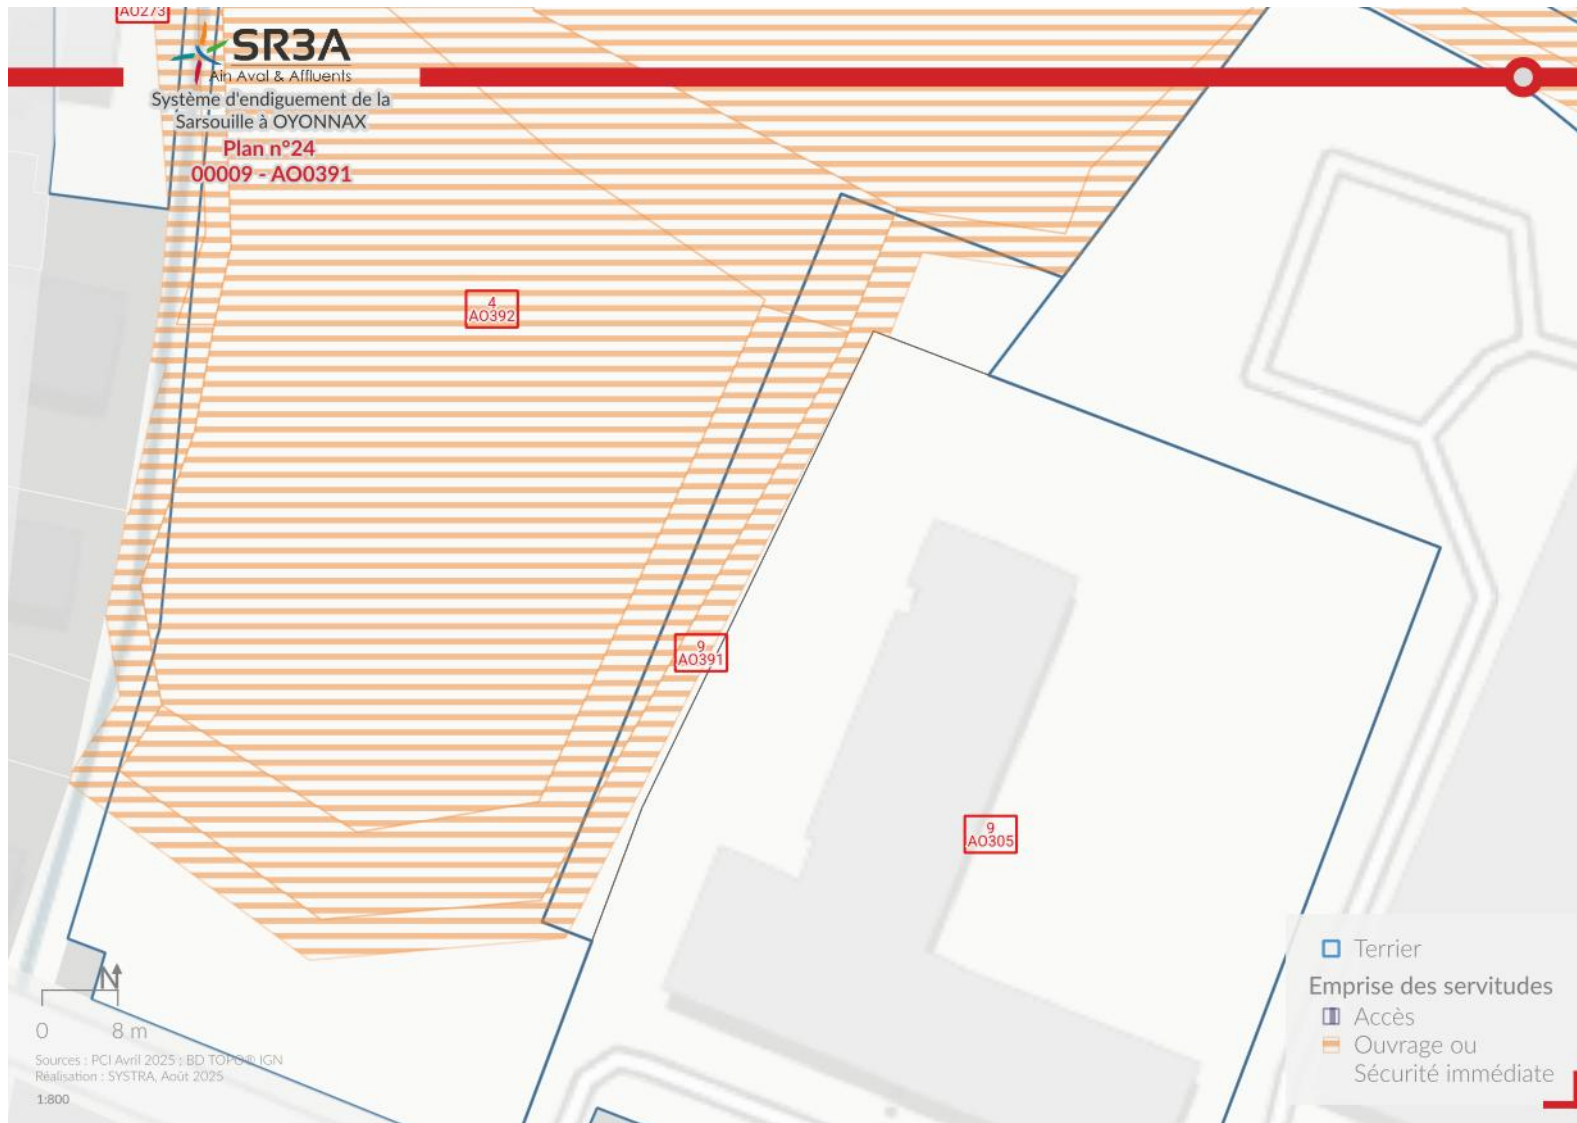 AO273
SR3A
Ain Aval & Affluents
Système d'endiguement de la
Sarsouille à OYONNAX
Plan n°24
00009 - AO0391
4
AO392
9
AO391
9
AO305
N
0 8 m
Sources : PCI Avril 2025 ; BD TOPO® IGN
Réalisation : SYSTRA, Août 2025
1:800
Terrier
Emprise des servitudes
Accès
Ouvrage ou
Sécurité immédiate